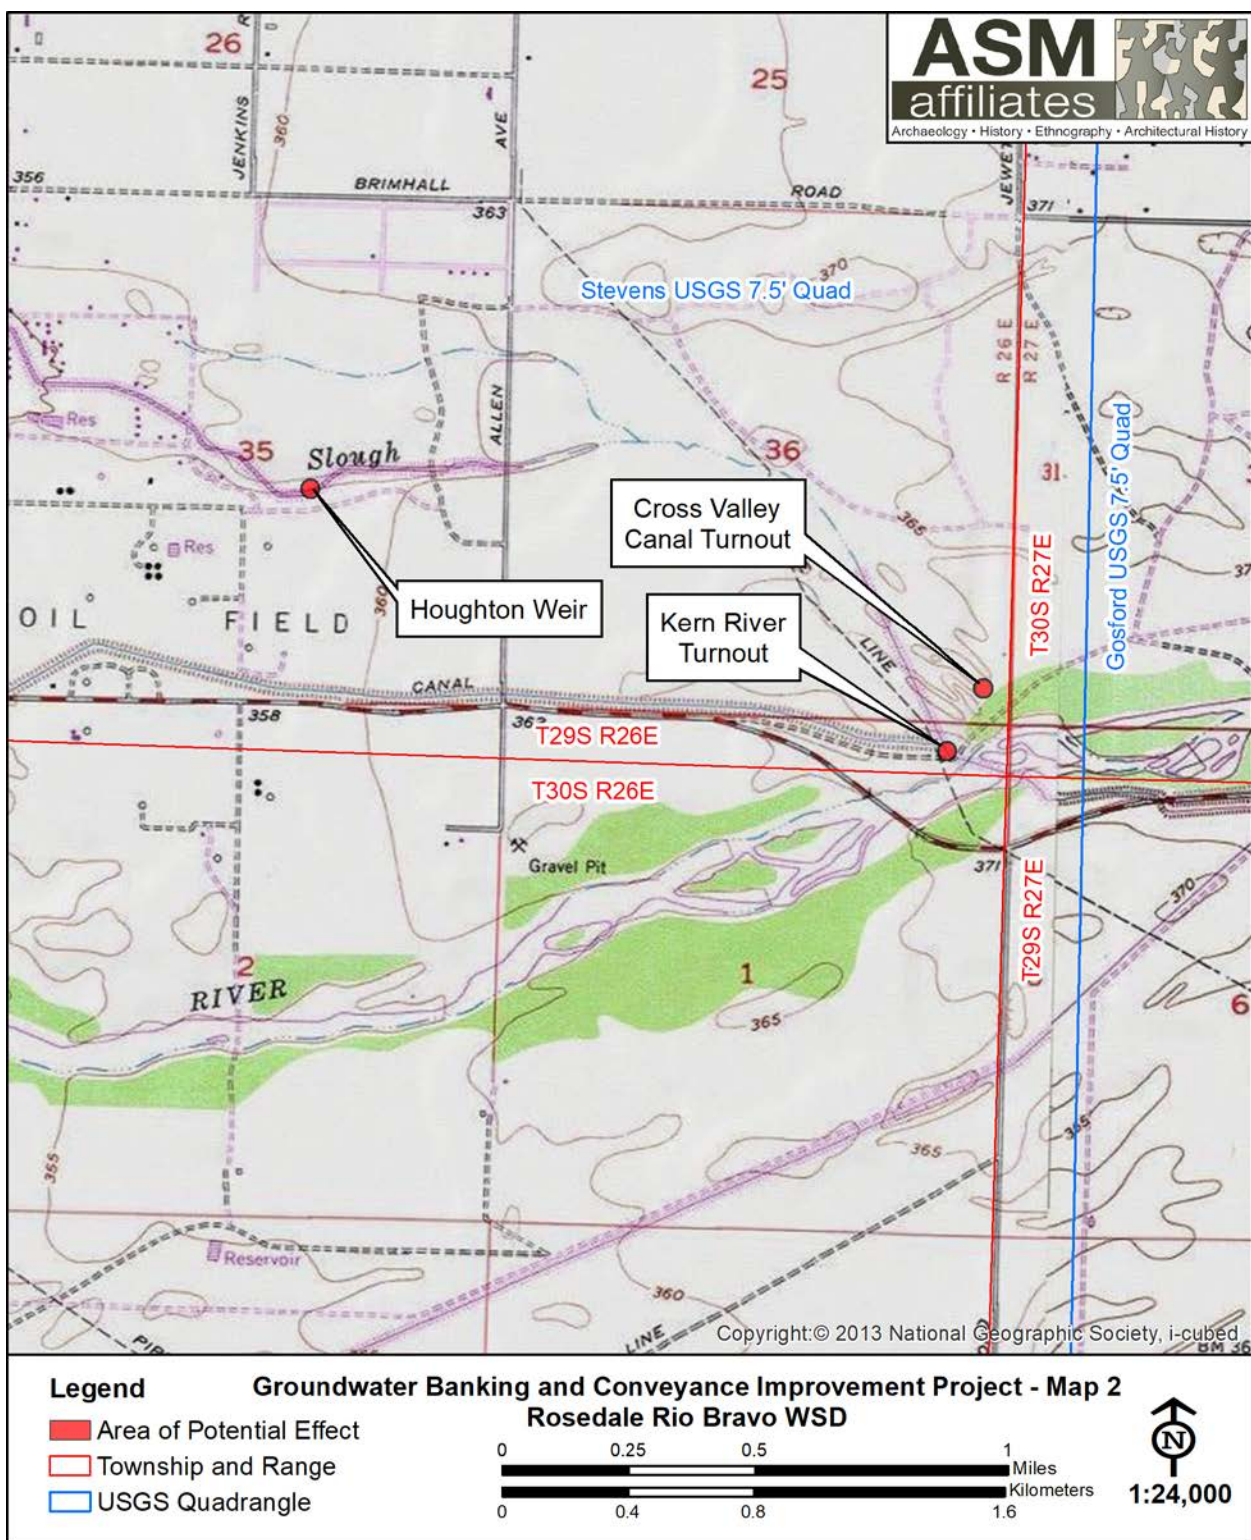 ASM
affiliates
Archaeology • History • Ethnography • Architectural History
26
25
JENKINS
R
AVE
360
356
BRIMHALL
363
ROAD
JEWET
371
370
Stevens USGS 7.5' Quad
R 26 E
R 27 E
ALLEN
Res
35
Slough
36
31
Gosford USGS 7.5' Quad
Cross Valley
Canal Turnout
365
T30S R27E
Res
Houghton Weir
360
Kern River
Turnout
OIL FIELD
LINE
CANAL
358
T29S R26E
T30S R26E
Gravel Pit
371
T29S R27E
370
2
RIVER
1
365
6
365
365
365
Reservoir
360
LINE
Copyright:© 2013 National Geographic Society, i-cubed
BM 36
Legend
Area of Potential Effect
Township and Range
USGS Quadrangle
Groundwater Banking and Conveyance Improvement Project - Map 2
Rosedale Rio Bravo WSD
0 0.25 0.5 1
Miles
Kilometers
0 0.4 0.8 1.6
N
1:24,000